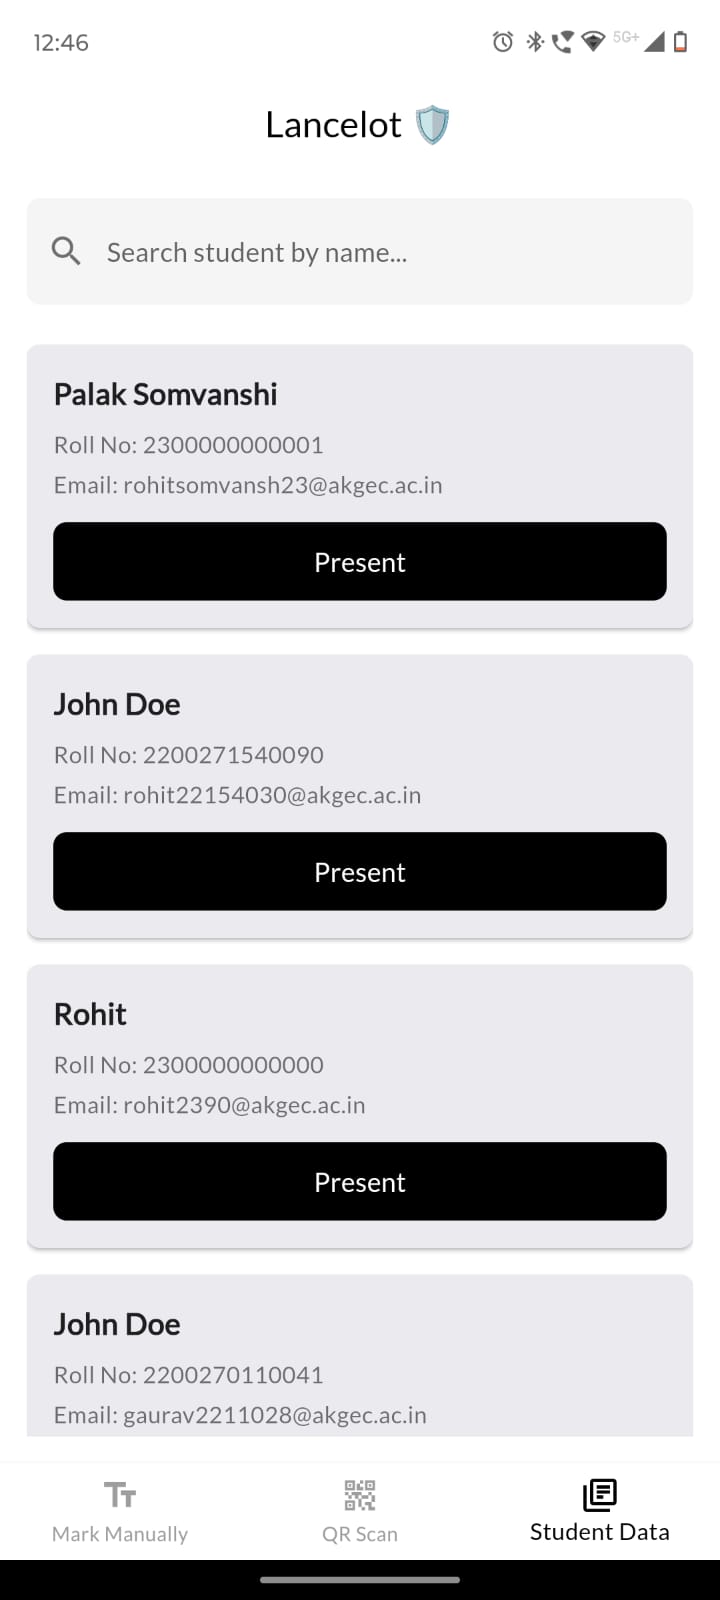 12:46
5G+
Lancelot 🛡️
Search student by name...
Palak Somvanshi
Roll No: 2300000000001
Email: rohitsomvansh23@akgec.ac.in
Present
John Doe
Roll No: 2200271540090
Email: rohit22154030@akgec.ac.in
Present
Rohit
Roll No: 2300000000000
Email: rohit2390@akgec.ac.in
Present
John Doe
Roll No: 2200270110041
Email: gaurav2211028@akgec.ac.in
Mark Manually
QR Scan
Student Data